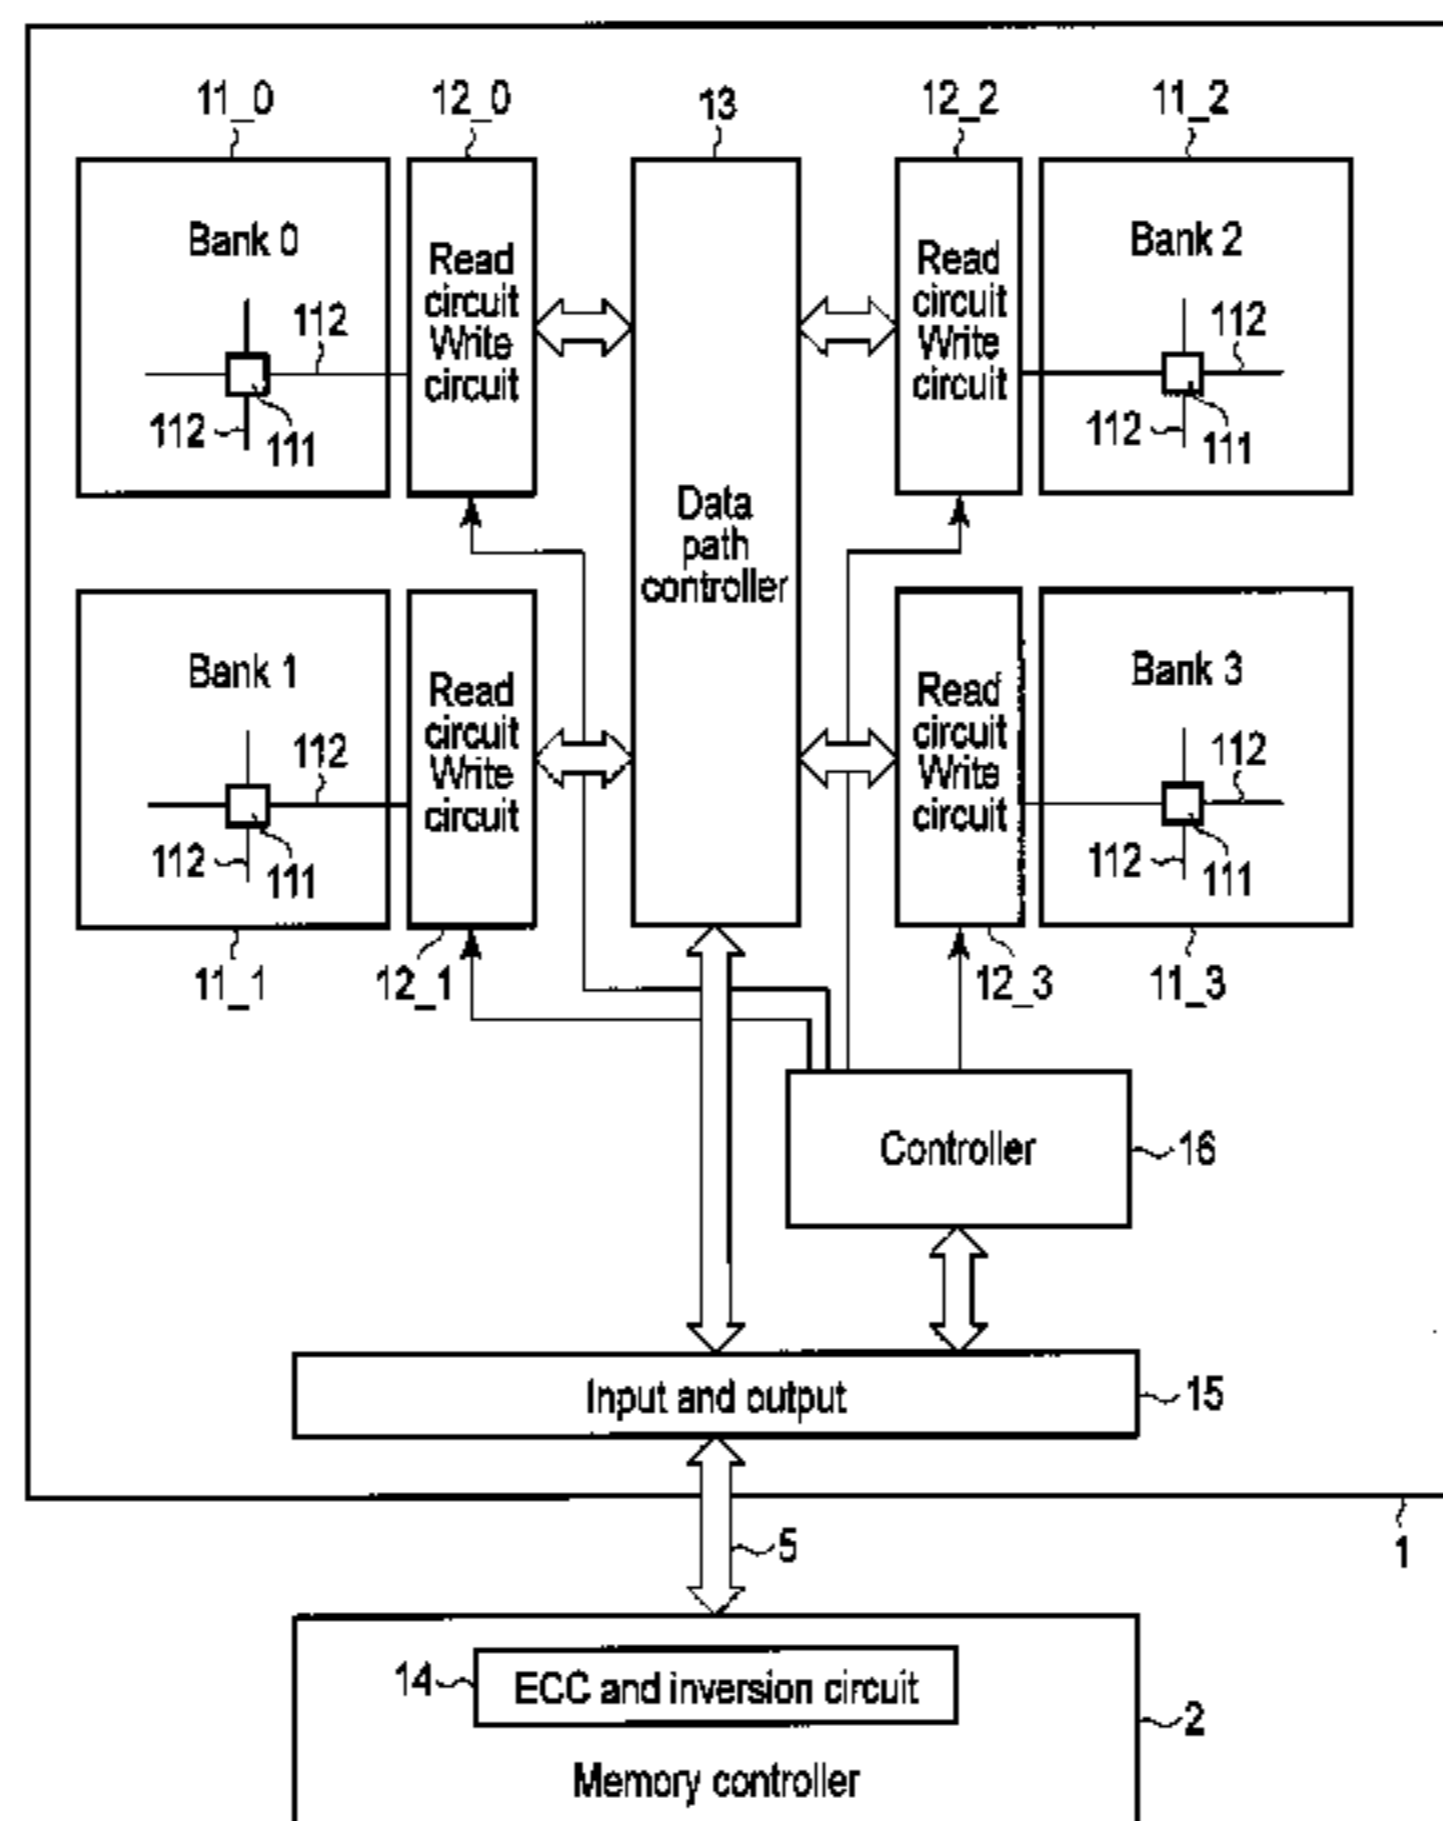 11_0 12_0 13 12_2 11_2
Bank 0
Read
circuit
Write
circuit
112
112
111
Read
circuit
Write
circuit
Bank 2
112
112
111
Data
path
controller
Bank 1
Read
circuit
Write
circuit
112
112
111
Read
circuit
Write
circuit
Bank 3
112
112
111
11_1 12_1 12_3 11_3
Controller
16
Input and output
15
5
1
14
ECC and inversion circuit
2
Memory controller